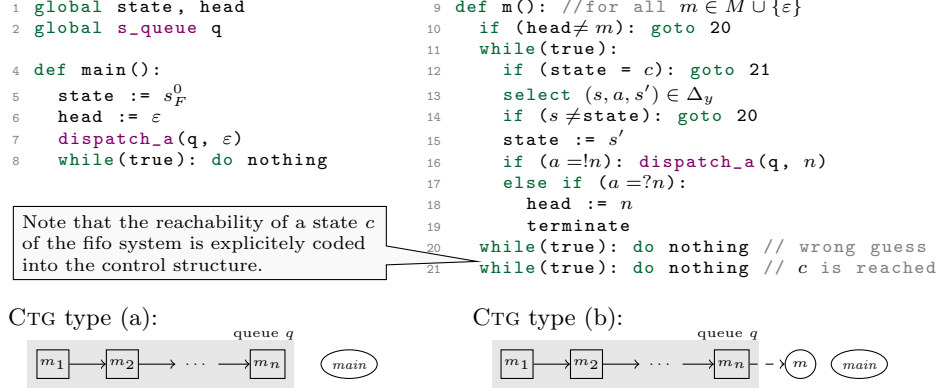 1 global state, head
2 global s_queue q
4 def main():
5 state := s_F^0
6 head := ε
7 dispatch_a(q, ε)
8 while(true): do nothing
9 def m(): //for all m ∈ M ∪ {ε}
10 if (head≠ m): goto 20
11 while(true):
12 if (state = c): goto 21
13 select (s, a, s′) ∈ Δ_y
14 if (s ≠state): goto 20
15 state := s′
16 if (a =!n): dispatch_a(q, n)
17 else if (a =?n):
18 head := n
19 terminate
20 while(true): do nothing // wrong guess
21 while(true): do nothing // c is reached
Note that the reachability of a state c
of the fifo system is explicitely coded
into the control structure.
CTG type (a):
queue q
m_1 m_2 ··· m_n main
CTG type (b):
queue q
m_1 m_2 ··· m_n m main